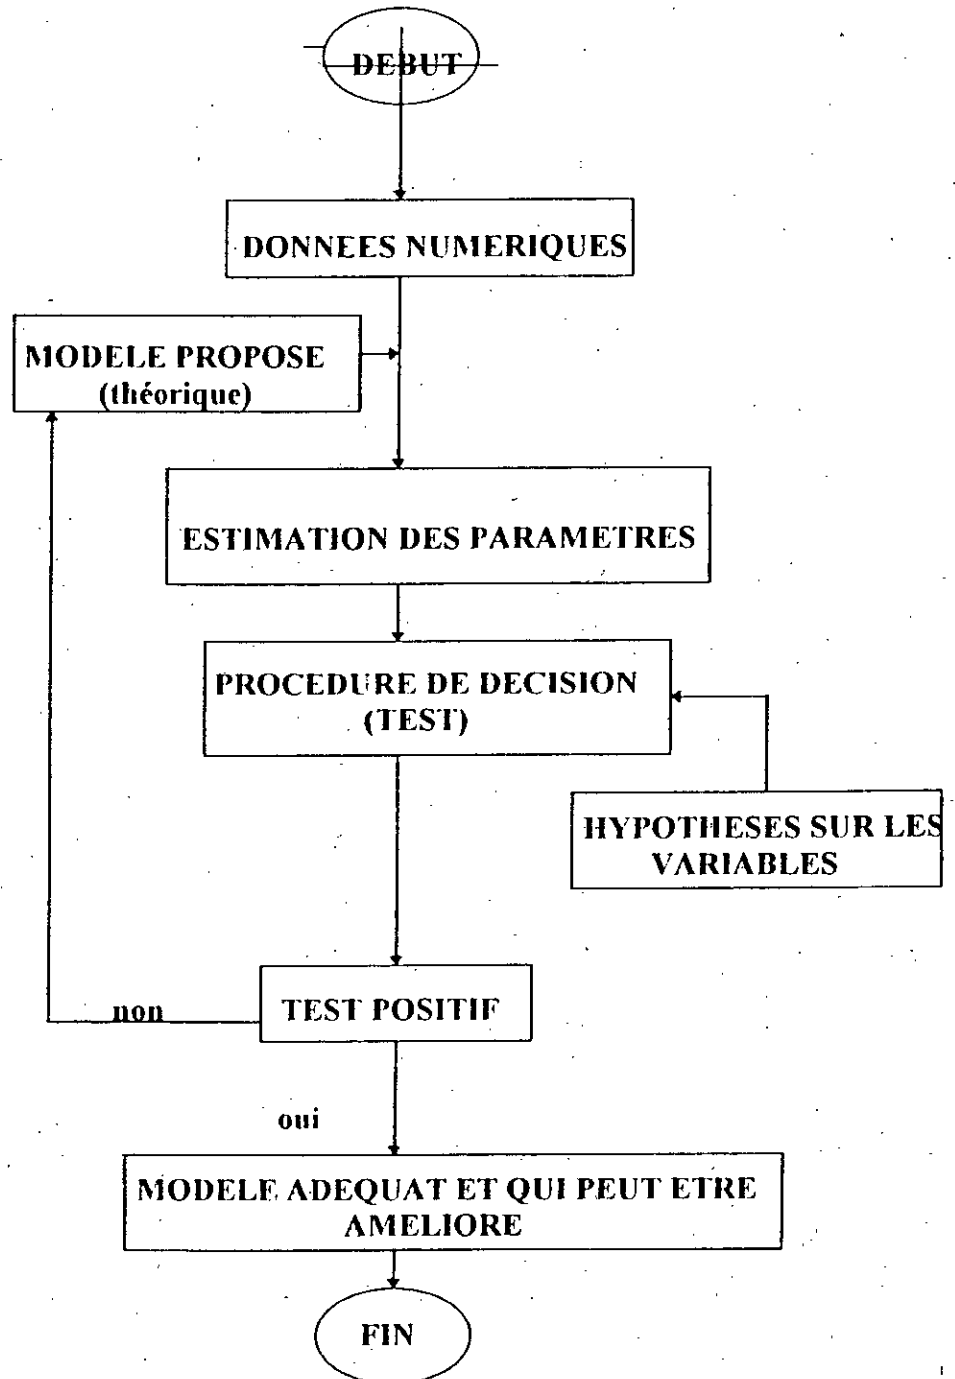 DEBUT
DONNEES NUMERIQUES
MODELE PROPOSE
(théorique)
ESTIMATION DES PARAMETRES
PROCEDURE DE DECISION
(TEST)
HYPOTHESES SUR LES
VARIABLES
TEST POSITIF
non
oui
MODELE ADEQUAT ET QUI PEUT ETRE
AMELIORE
FIN